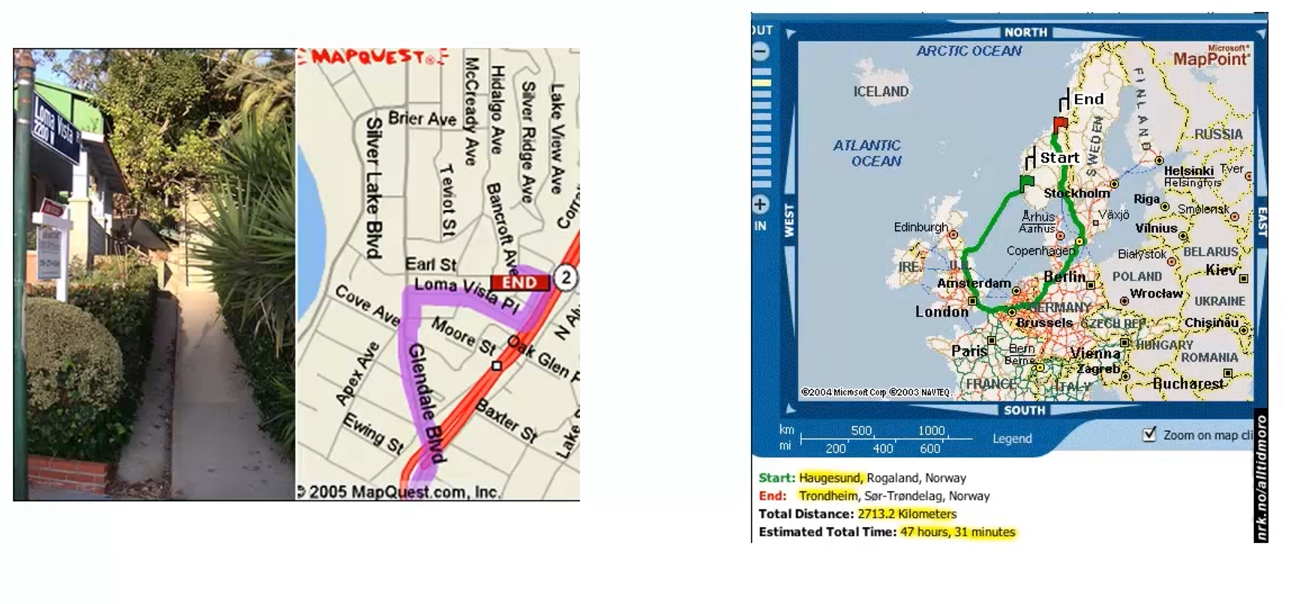 Loma Vista
2200 W
MAPQUEST
McCready Ave
Hidalgo Ave
Silver Ridge Ave
Lake View Ave
Brier Ave
Silver Lake Blvd
Teviot St
Bancroft Ave
Earl St
END
2
Loma Vista Pl
Cove Ave
Moore St
Oak Glen P
Glendale Blvd
Apex Ave
Baxter St
Ewing St
Lake
© 2005 MapQuest.com, Inc.
OUT
NORTH
ARCTIC OCEAN
Microsoft®
MapPoint®
ICELAND
End
FINLAND
RUSSIA
ATLANTIC
OCEAN
Start
SWEDEN
Helsinki
Helsingfors
Tver
Stockholm
Riga
Smolensk
WEST
EAST
IN
Edinburgh
Århus
Aarhus
Växjö
Vilnius
Copenhagen
Białystok
BELARUS
IRE.
U.K.
Amsterdam
Berlin
POLAND
Kiev
London
GERMANY
Wrocław
UKRAINE
Brussels
CZECH REP.
Chişinău
Paris
Bern
Berne
Vienna
HUNGARY
ROMANIA
Zagreb
FRANCE
ITALY
Bucharest
©2004 Microsoft Corp ©2003 NAVTEQ
SOUTH
km 500 1000
mi 200 400 600
Legend
Zoom on map cli
Start: Haugesund, Rogaland, Norway
End: Trondheim, Sør-Trøndelag, Norway
Total Distance: 2713.2 Kilometers
Estimated Total Time: 47 hours, 31 minutes
nrk.no/alltidmoro